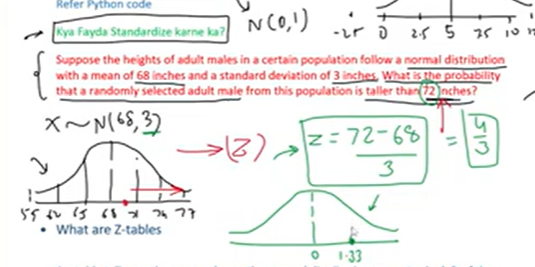 Refer Python code
N(0,1)
-2.5 0 2.5 5 7.5 10
Kya Fayda Standardize karne ka?
Suppose the heights of adult males in a certain population follow a normal distribution
with a mean of 68 inches and a standard deviation of 3 inches. What is the probability
that a randomly selected adult male from this population is taller than 72 inches?
X ~ N(68,3)
→ (Z) → z = 72-68 = 4
3 3
68 71 74 77
• What are Z-tables
0 1.33